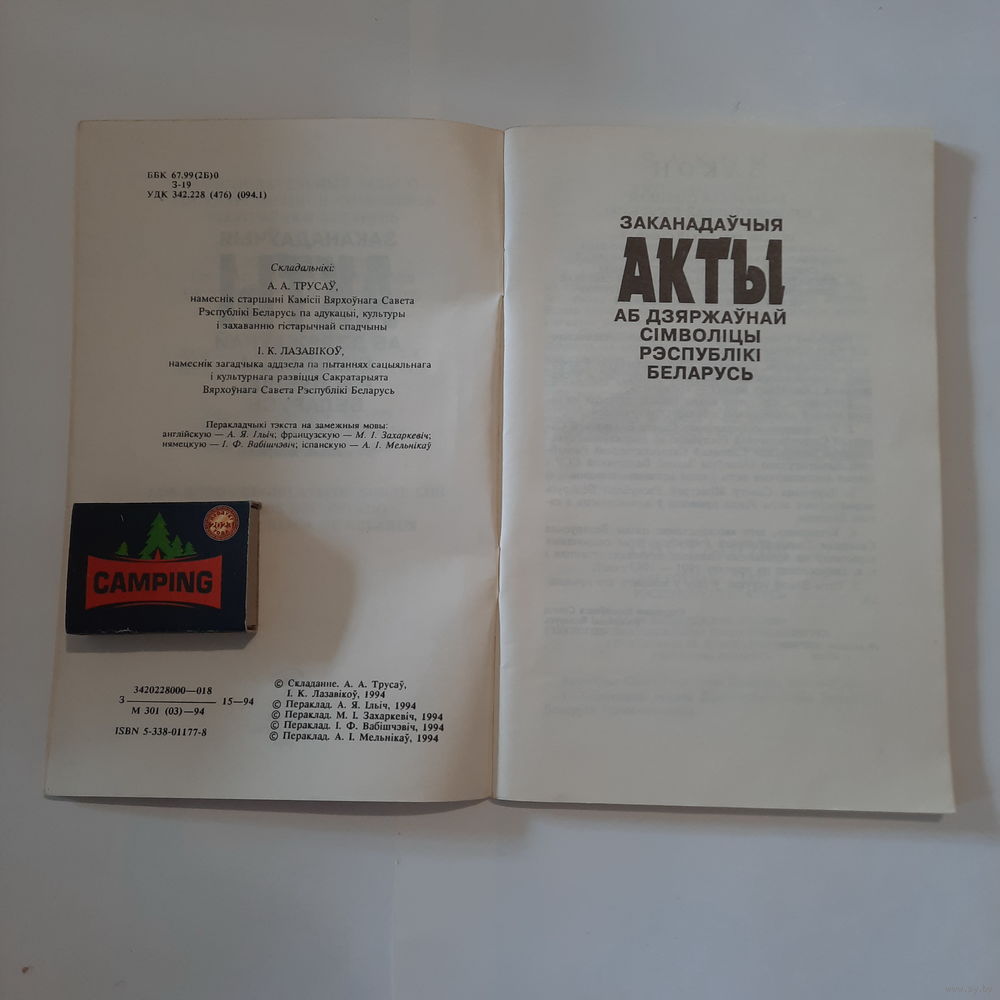 ББК 67.99(2Б)0
З-19
УДК 342.228 (476) (094.1)
Складальнікі:
А. А. ТРУСАЎ,
намеснік старшыні Камісіі Вярхоўнага Савета
Рэспублікі Беларусь па адукацыі, культуры
і захаванню гістарычнай спадчыны
І. К. ЛАЗАВІКОЎ,
намеснік загадчыка аддзела па пытаннях сацыяльнага
і культурнага развіцця Сакратарыята
Вярхоўнага Савета Рэспублікі Беларусь
Перакладчыкі тэкста на замежныя мовы:
англійскую — А. Я. Ільіч; французскую — М. І. Захаркевіч;
нямецкую — І. Ф. Вабішчэвіч; іспанскую — А. І. Мельнікаў
CAMPING
2023
З 3420228000—018 15—94
М 301 (03)—94
ISBN 5-338-01177-8
© Складанне. А. А. Трусаў,
І. К. Лазавікоў, 1994
© Пераклад. А. Я. Ільіч, 1994
© Пераклад. М. І. Захаркевіч, 1994
© Пераклад. І. Ф. Вабішчэвіч, 1994
© Пераклад. А. І. Мельнікаў, 1994
ЗАКАНАДАЎЧЫЯ
АКТЫ
АБ ДЗЯРЖАЎНАЙ
СІМВОЛІЦЫ
РЭСПУБЛІКІ
БЕЛАРУСЬ